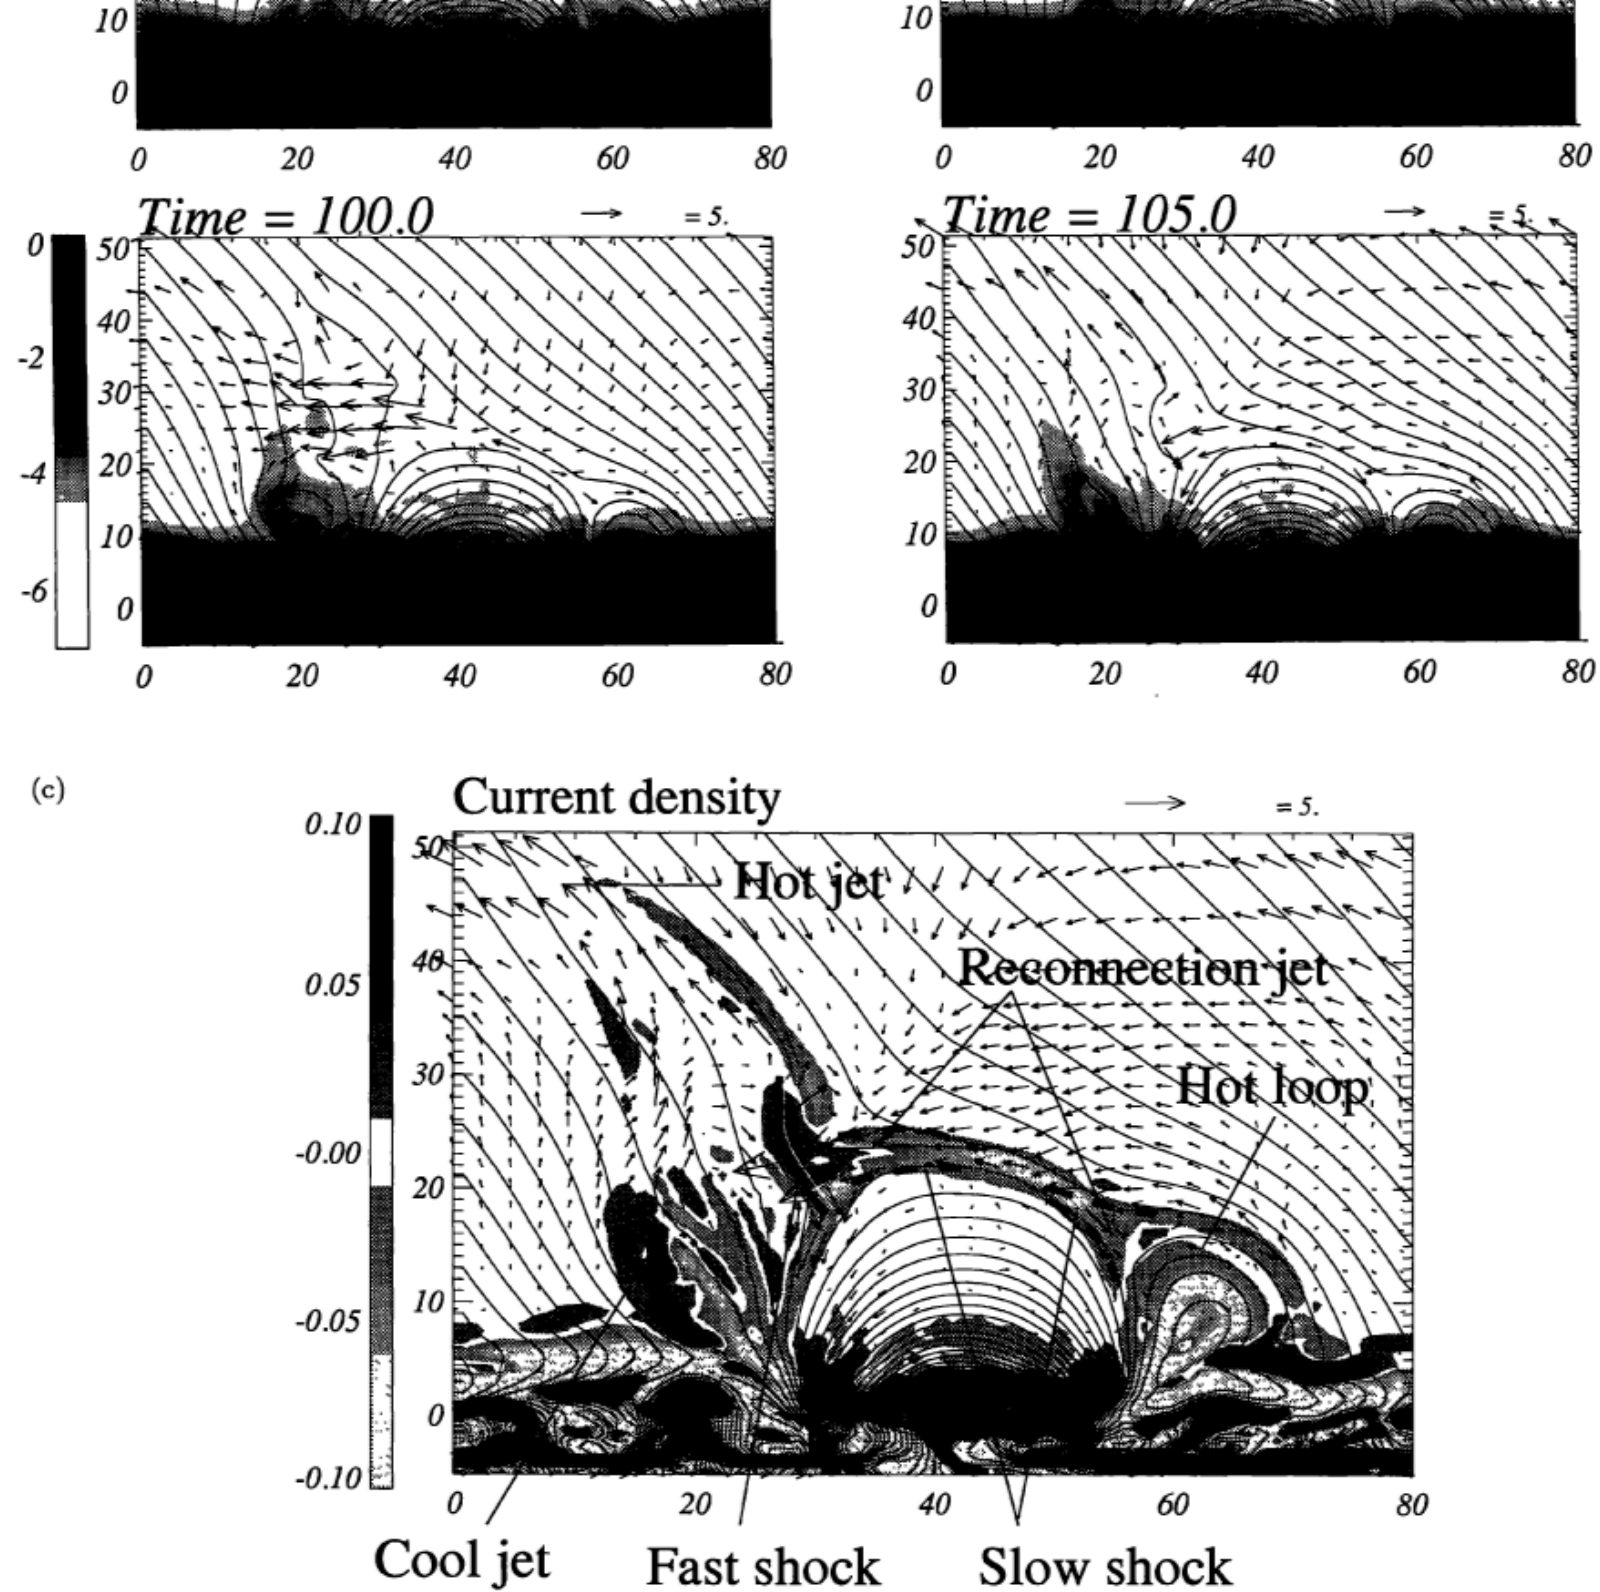 10 10
0 0
0 20 40 60 80 0 20 40 60 80
Time = 100.0 = 5. Time = 105.0 = 5.
0 50 50
40 40
-2
30 30
-4 20 20
10 10
-6 0 0
0 20 40 60 80 0 20 40 60 80
(c) Current density = 5.
0.10 50
Hot jet
40 Reconnection jet
0.05
30 Hot loop
-0.00
20
10
-0.05
0
-0.10
0 20 40 60 80
Cool jet Fast shock Slow shock